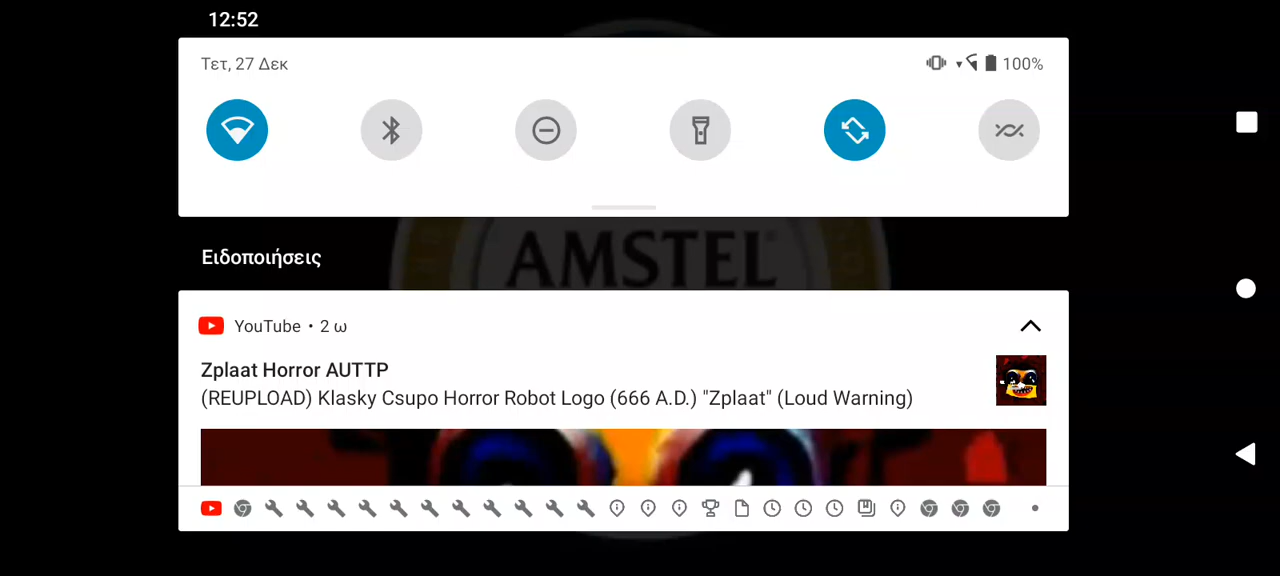 12:52
Τετ, 27 Δεκ
100%
AMSTEL
Ειδοποιήσεις
YouTube • 2 ω
Zplaat Horror AUTTP
(REUPLOAD) Klasky Csupo Horror Robot Logo (666 A.D.) "Zplaat" (Loud Warning)